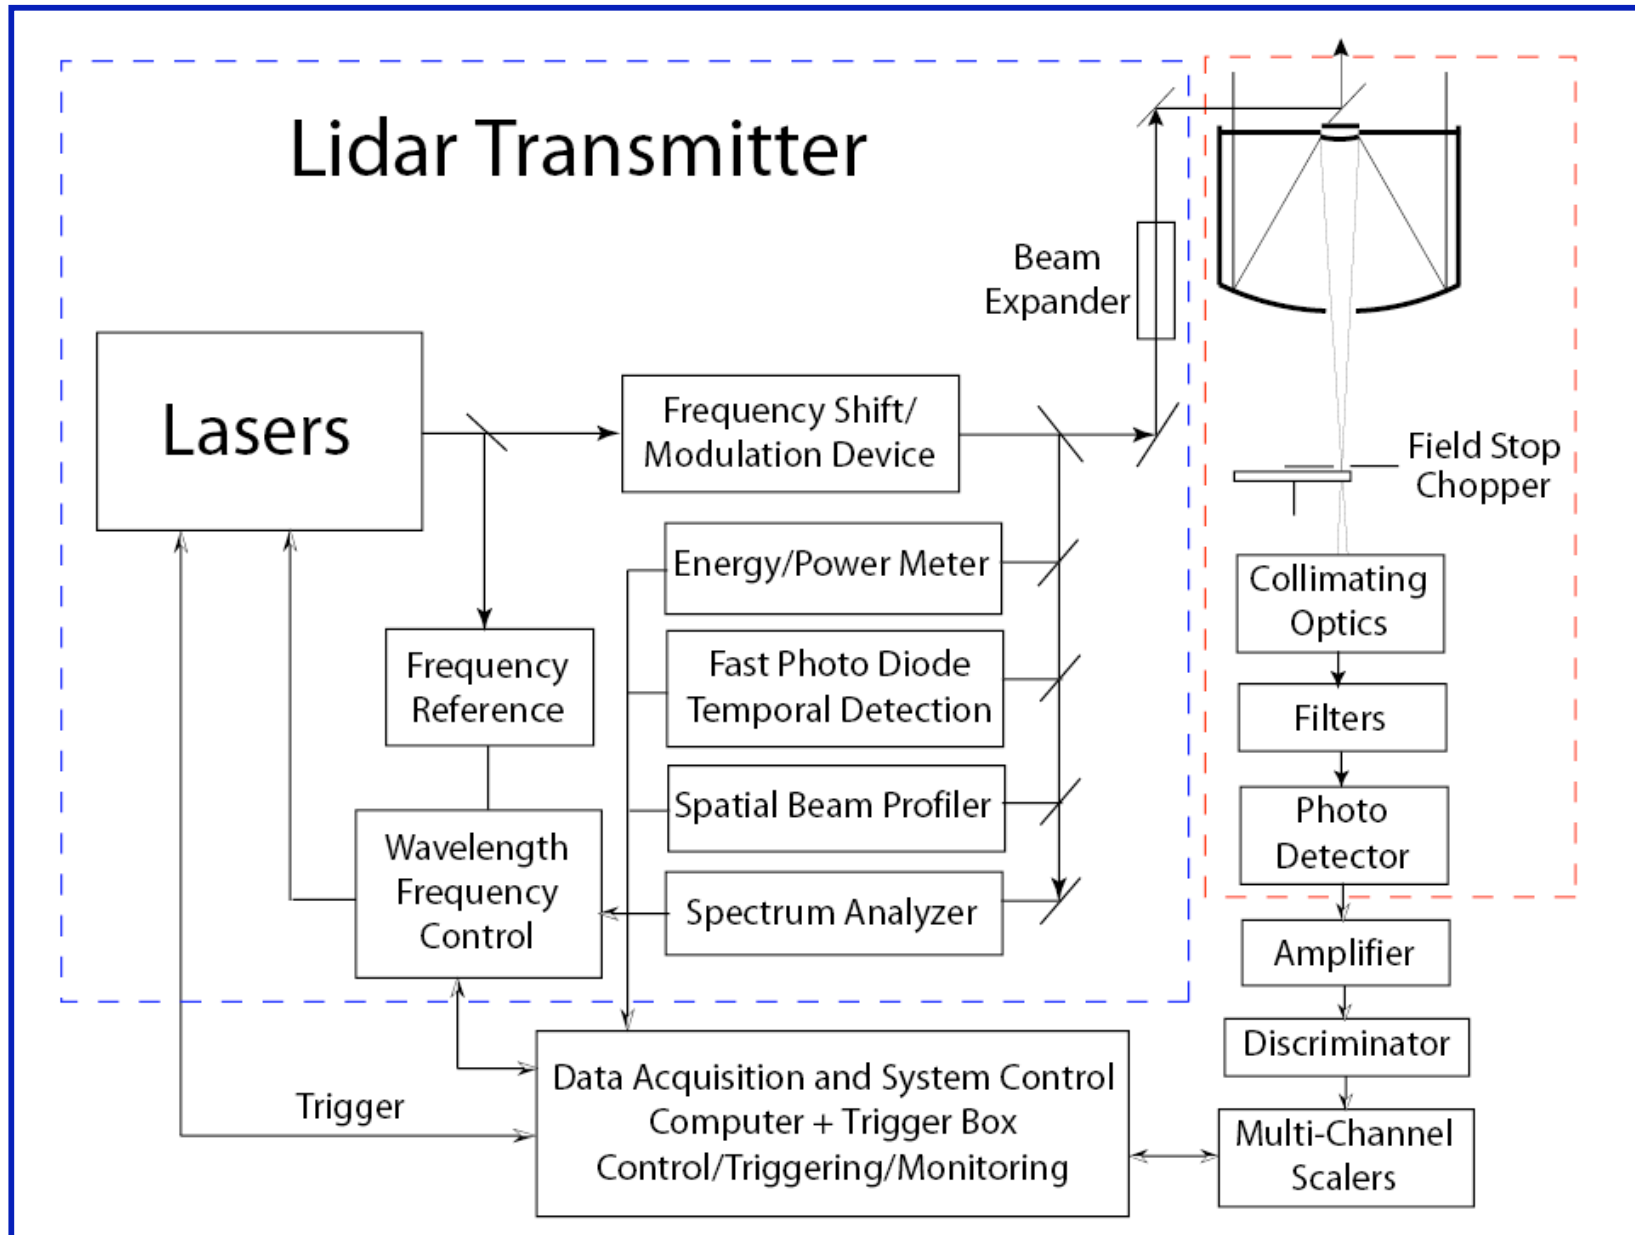 Lidar Transmitter
Beam
Expander
Lasers
Frequency Shift/
Modulation Device
Field Stop
Chopper
Energy/Power Meter
Collimating
Optics
Frequency
Reference
Fast Photo Diode
Temporal Detection
Filters
Spatial Beam Profiler
Photo
Detector
Wavelength
Frequency
Control
Spectrum Analyzer
Amplifier
Discriminator
Trigger
Data Acquisition and System Control
Computer + Trigger Box
Control/Triggering/Monitoring
Multi-Channel
Scalers